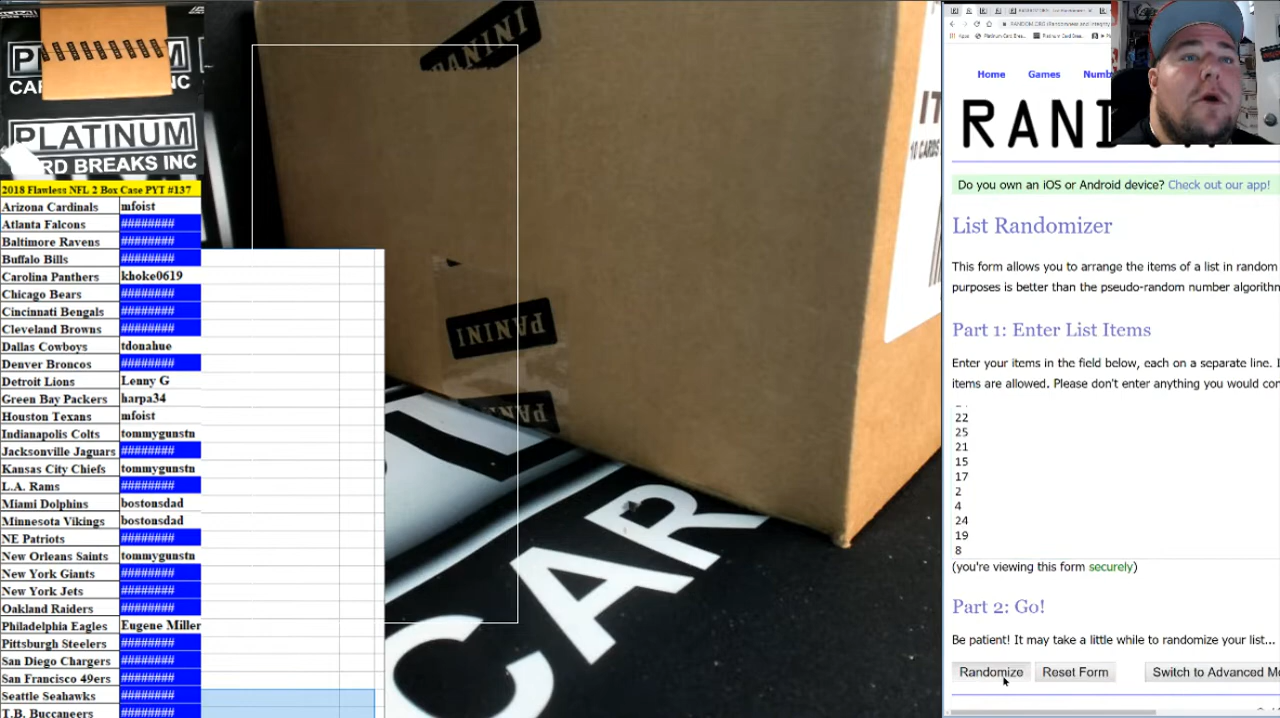 PLATINUM
CARD BREAKS INC
2018 Flawless NFL 2 Box Case PYT #137
Arizona Cardinals mfoist
Atlanta Falcons ########
Baltimore Ravens ########
Buffalo Bills ########
Carolina Panthers khoke0619
Chicago Bears ########
Cincinnati Bengals ########
Cleveland Browns ########
Dallas Cowboys tdonahue
Denver Broncos ########
Detroit Lions Lenny G
Green Bay Packers harpa34
Houston Texans mfoist
Indianapolis Colts tommygunstn
Jacksonville Jaguars ########
Kansas City Chiefs tommygunstn
L.A. Rams ########
Miami Dolphins bostonsdad
Minnesota Vikings bostonsdad
NE Patriots ########
New Orleans Saints tommygunstn
New York Giants ########
New York Jets ########
Oakland Raiders ########
Philadelphia Eagles Eugene Miller
Pittsburgh Steelers ########
San Diego Chargers ########
San Francisco 49ers ########
Seattle Seahawks ########
T.B. Buccaneers ########
PANINI
PANINI
PANINI
10 CARDS
CAR
Home Games Numb
RAND
Do you own an iOS or Android device? Check out our app!
List Randomizer
This form allows you to arrange the items of a list in random
purposes is better than the pseudo-random number algorithm
Part 1: Enter List Items
Enter your items in the field below, each on a separate line.
items are allowed. Please don't enter anything you would con
22
25
21
15
17
2
4
24
19
8
(you're viewing this form securely)
Part 2: Go!
Be patient! It may take a little while to randomize your list...
Randomize Reset Form Switch to Advanced Mo